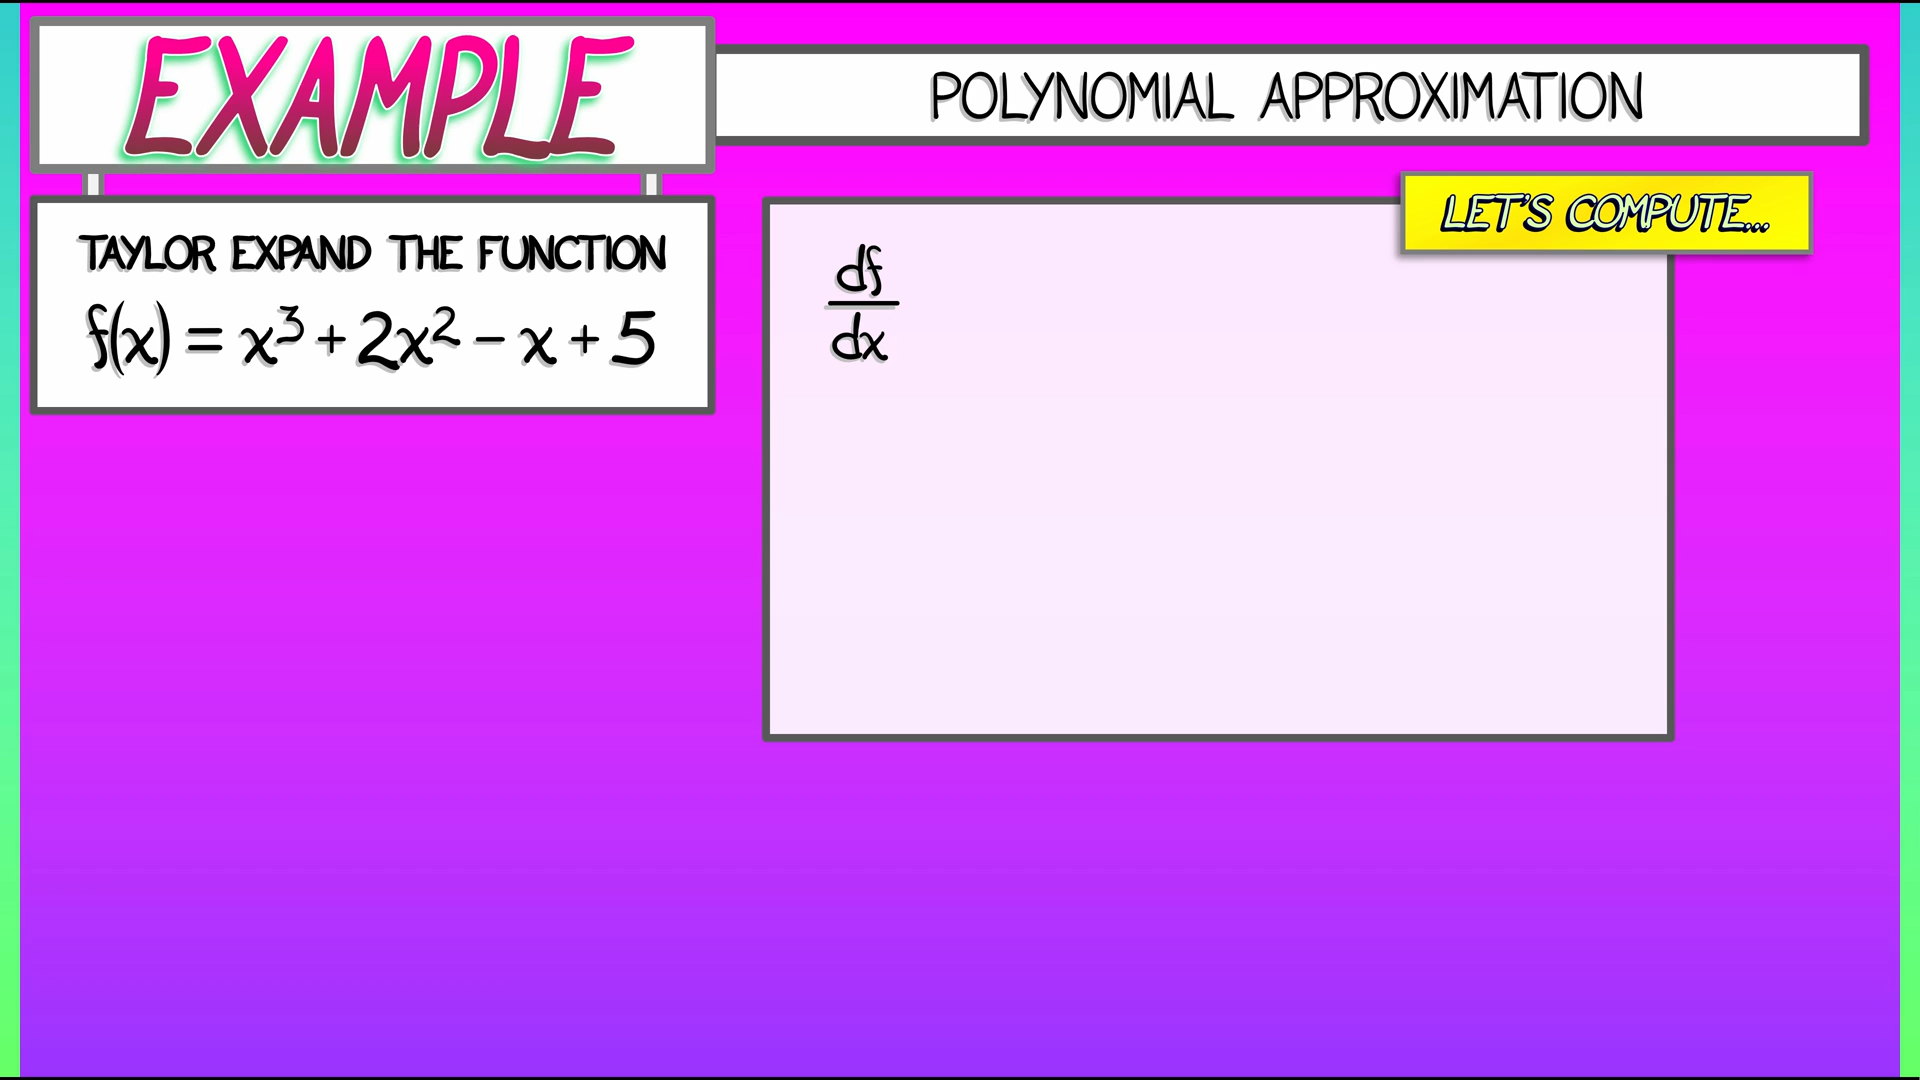 EXAMPLE
POLYNOMIAL APPROXIMATION
TAYLOR EXPAND THE FUNCTION
f(x) = x³ + 2x² − x + 5
LET'S COMPUTE...
df
dx